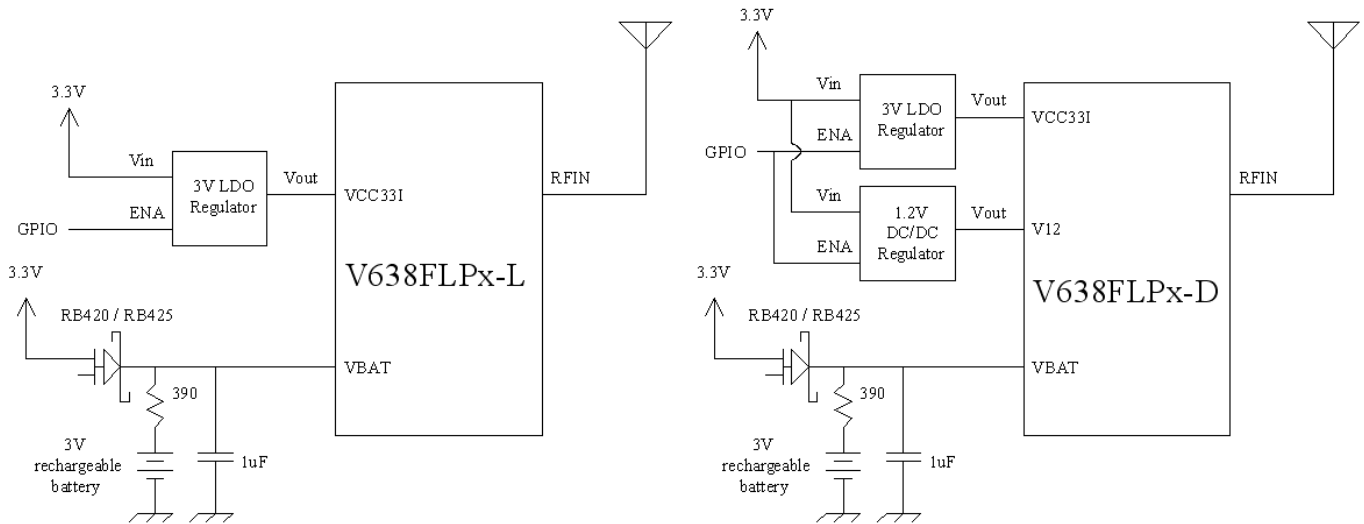 3.3V
Vin
ENA
GPIO
3V LDO
Regulator
Vout
VCC33I
RFIN
V638FLPx-L
3.3V
RB420 / RB425
VBAT
390
3V
rechargeable
battery
1uF
3.3V
Vin
ENA
GPIO
3V LDO
Regulator
Vout
VCC33I
RFIN
Vin
ENA
1.2V
DC/DC
Regulator
Vout
V12
V638FLPx-D
3.3V
RB420 / RB425
VBAT
390
3V
rechargeable
battery
1uF